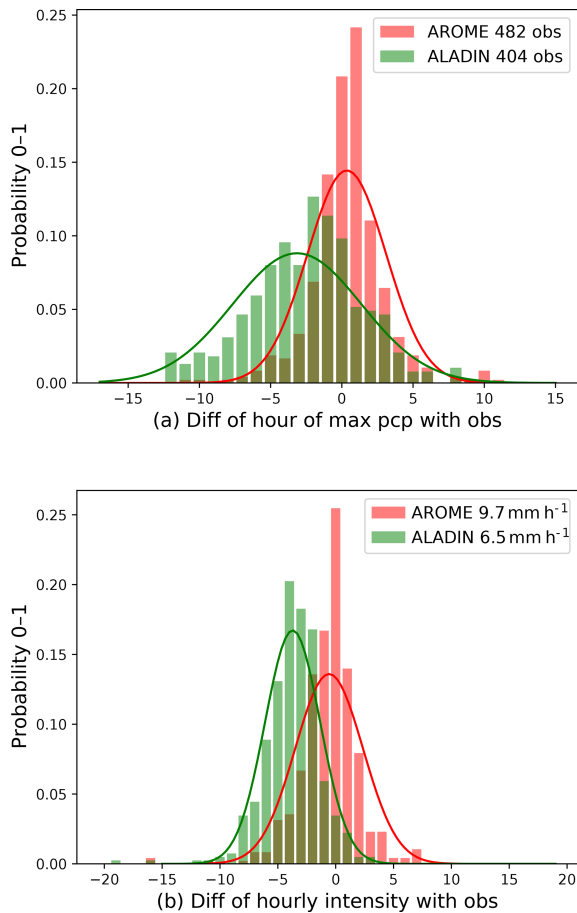 0.25
0.20
0.15
0.10
0.05
0.00
Probability 0–1
AROME 482 obs
ALADIN 404 obs
−15 −10 −5 0 5 10 15
(a) Diff of hour of max pcp with obs
0.25
0.20
0.15
0.10
0.05
0.00
Probability 0–1
AROME 9.7 mm h⁻¹
ALADIN 6.5 mm h⁻¹
−20 −15 −10 −5 0 5 10 15 20
(b) Diff of hourly intensity with obs